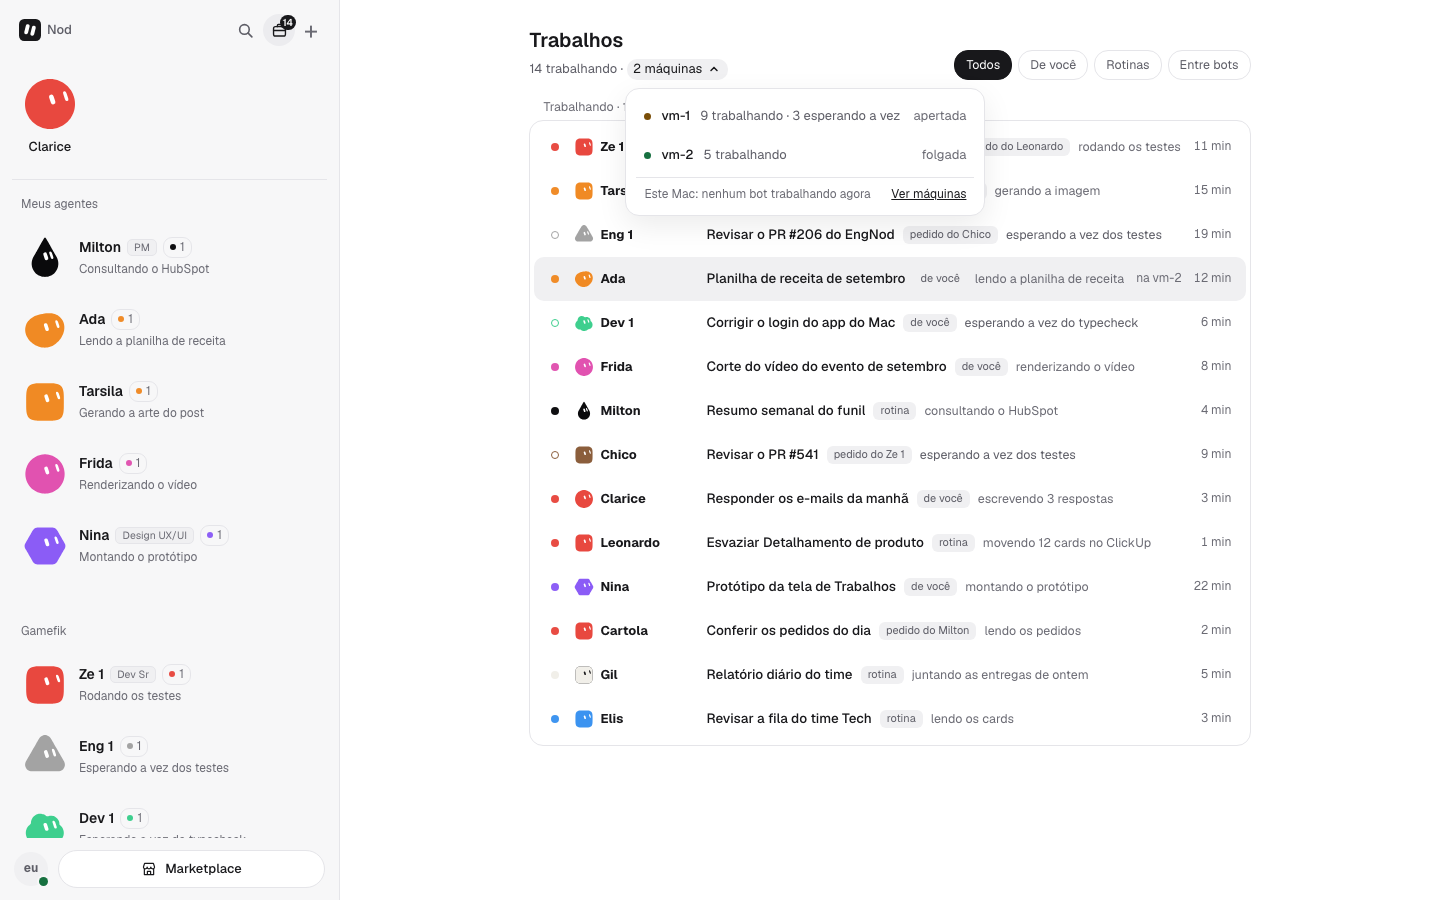 Nod
14
Clarice
Meus agentes
Milton PM 1
Consultando o HubSpot
Ada 1
Lendo a planilha de receita
Tarsila 1
Gerando a arte do post
Frida 1
Renderizando o vídeo
Nina Design UX/UI 1
Montando o protótipo
Gamefik
Ze 1 Dev Sr 1
Rodando os testes
Eng 1 1
Esperando a vez dos testes
Dev 1 1
eu
Marketplace
Trabalhos
14 trabalhando · 2 máquinas
Todos De você Rotinas Entre bots
Trabalhando ·
vm-1 9 trabalhando · 3 esperando a vez apertada
vm-2 5 trabalhando folgada
Este Mac: nenhum bot trabalhando agora Ver máquinas
Ze 1 do do Leonardo rodando os testes 11 min
Tars gerando a imagem 15 min
Eng 1 Revisar o PR #206 do EngNod pedido do Chico esperando a vez dos testes 19 min
Ada Planilha de receita de setembro de você lendo a planilha de receita na vm-2 12 min
Dev 1 Corrigir o login do app do Mac de você esperando a vez do typecheck 6 min
Frida Corte do vídeo do evento de setembro de você renderizando o vídeo 8 min
Milton Resumo semanal do funil rotina consultando o HubSpot 4 min
Chico Revisar o PR #541 pedido do Ze 1 esperando a vez dos testes 9 min
Clarice Responder os e-mails da manhã de você escrevendo 3 respostas 3 min
Leonardo Esvaziar Detalhamento de produto rotina movendo 12 cards no ClickUp 1 min
Nina Protótipo da tela de Trabalhos de você montando o protótipo 22 min
Cartola Conferir os pedidos do dia pedido do Milton lendo os pedidos 2 min
Gil Relatório diário do time rotina juntando as entregas de ontem 5 min
Elis Revisar a fila do time Tech rotina lendo os cards 3 min